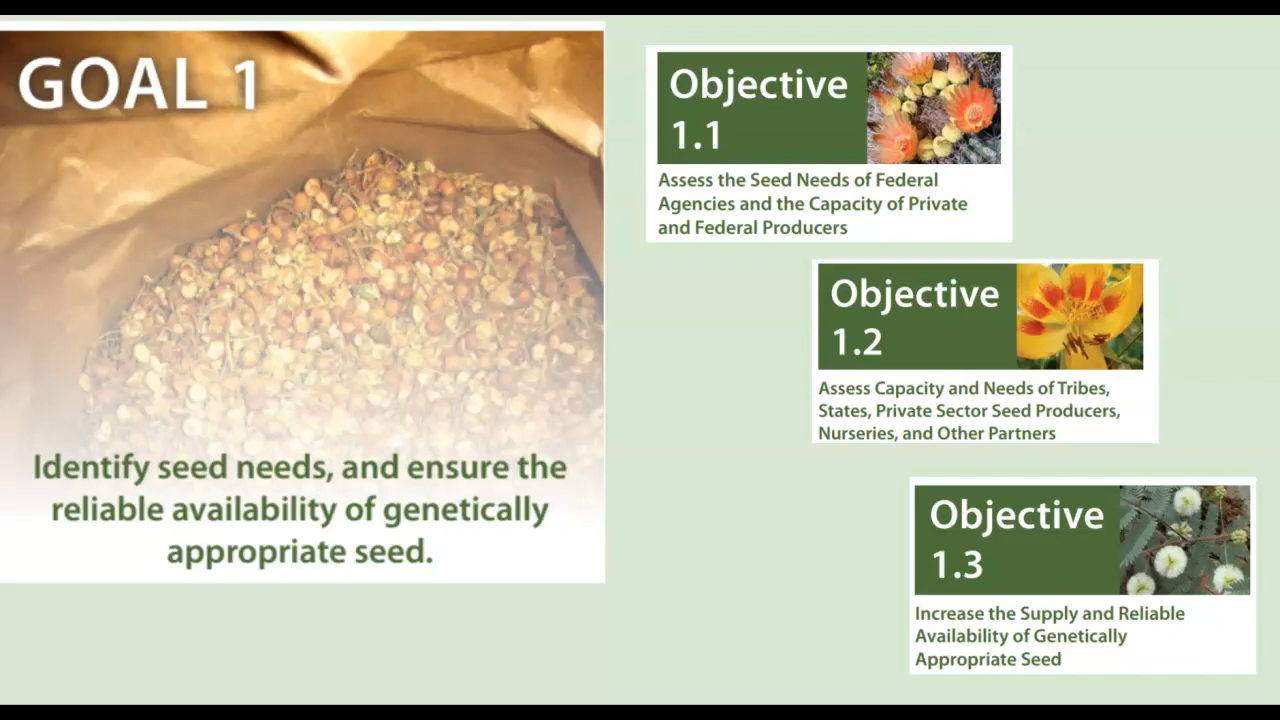 GOAL 1
Identify seed needs, and ensure the
reliable availability of genetically
appropriate seed.
Objective
1.1
Assess the Seed Needs of Federal
Agencies and the Capacity of Private
and Federal Producers
Objective
1.2
Assess Capacity and Needs of Tribes,
States, Private Sector Seed Producers,
Nurseries, and Other Partners
Objective
1.3
Increase the Supply and Reliable
Availability of Genetically
Appropriate Seed